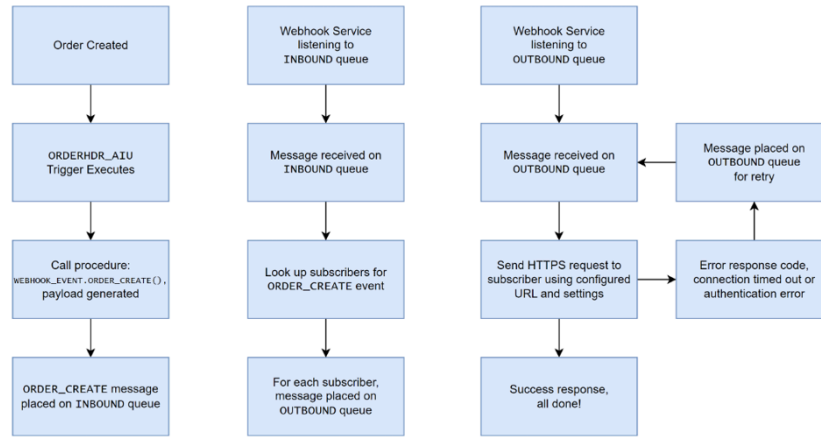 Order Created
ORDERHDR_AIU
Trigger Executes
Call procedure:
WEBHOOK_EVENT.ORDER_CREATE(),
payload generated
ORDER_CREATE message
placed on INBOUND queue
Webhook Service
listening to
INBOUND queue
Message received on
INBOUND queue
Look up subscribers for
ORDER_CREATE event
For each subscriber,
message placed on
OUTBOUND queue
Webhook Service
listening to
OUTBOUND queue
Message received on
OUTBOUND queue
Send HTTPS request to
subscriber using configured
URL and settings
Success response,
all done!
Message placed on
OUTBOUND queue
for retry
Error response code,
connection timed out or
authentication error